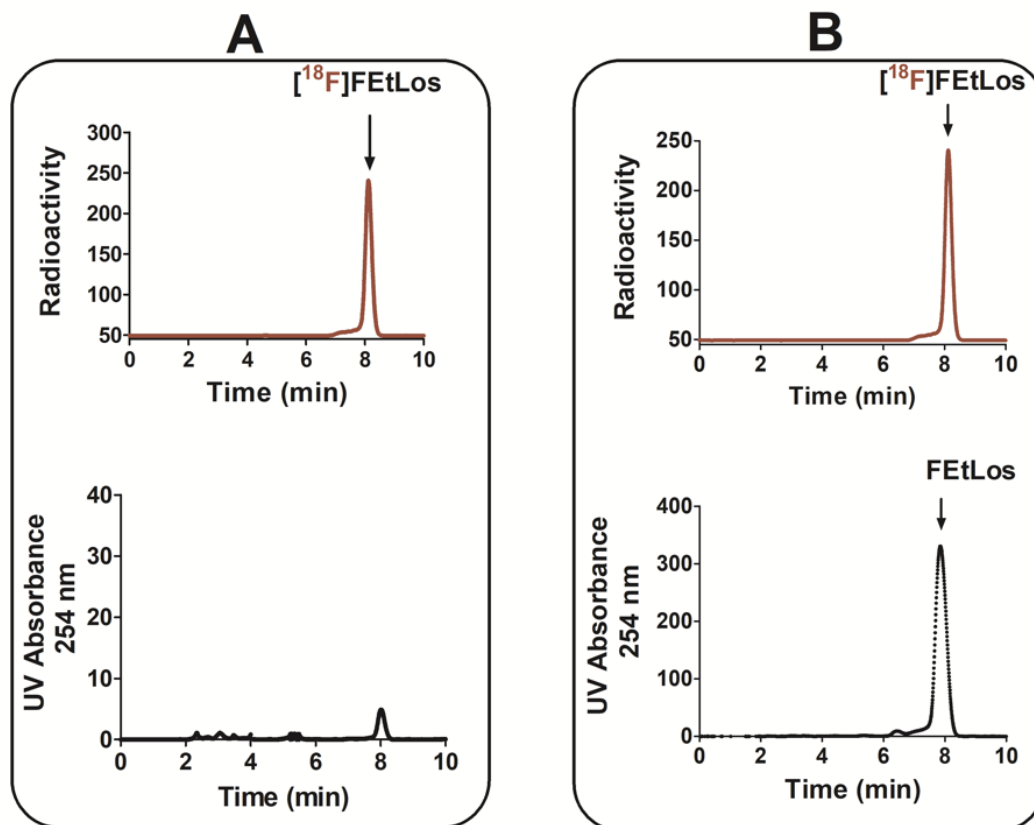 A
[18F]FEtLos
Radioactivity
300
250
200
150
100
50
0 2 4 6 8 10
Time (min)
UV Absorbance
254 nm
40
30
20
10
0
0 2 4 6 8 10
Time (min)
B
[18F]FEtLos
Radioactivity
250
200
150
100
50
0 2 4 6 8 10
Time (min)
FEtLos
UV Absorbance
254 nm
400
300
200
100
0
0 2 4 6 8 10
Time (min)